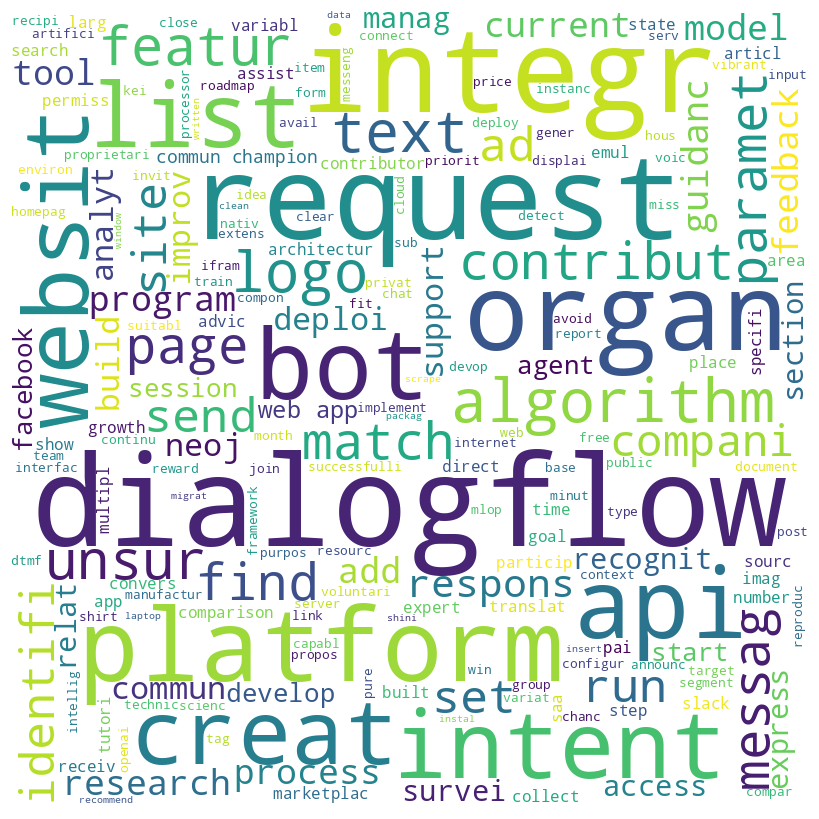 recipi
larg
close
variabl
data
manag
current
state
serv
artifici
featur
connect
model
search
articl
vibrant
tool
assist
integr
item
messeng
list
roadmap
price
instanc
web
input
permiss
kei
processor
form
written
avail
text
ad
deploy
gener
hous
paramet
feedback
Websit
proprietari
commun champion
contributor
priorit
displai
emul
voic
guidanc
environ
analyt
invit
idea
clean
request
cloud
detect
miss
homepag
site
improv
nativ
extens
clear
sub
window
architectur
contribut
area
logo
ifram
train
privat
chat
support
program
compon
fit
organ
section
facebook
build
suitabl
advic
deploi
avoid
report
specifi
page
bot
devop
agent
place
session
scrape
send
web app
implement
packag
algorithm
growth
show
continu
month
match
internet
free
team
neoj
compani
interfac
reward
join
successfulli
direct
base
public
document
multipl
migrat
dialogflow
mlop
minut
type
time
post
framework
goal
dtmf
unsur
purpos
resourc
particip
recognit
sourc
convers
find
add
respons
context
imag
app
manufactur
voluntari
expert
translat
number
reproduc
identifi
relat
shirt
laptop
comparison
server
link
shini
api
platform
insert
pai
start
capabl
propos
configur
announc
target
intellig
commun
develop
pure
win
group
run
segment
messag
express
built
set
variat
slack
tutori
technic
scienc
creat
intent
saa
chanc
step
tag
instal
receiv
openai
research
process
access
recommend
marketplac
survei
collect
compar